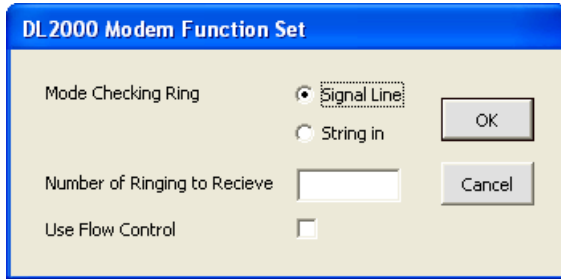 DL2000 Modem Function Set
Mode Checking Ring
Signal Line
String in
OK
Number of Ringing to Recieve
Cancel
Use Flow Control